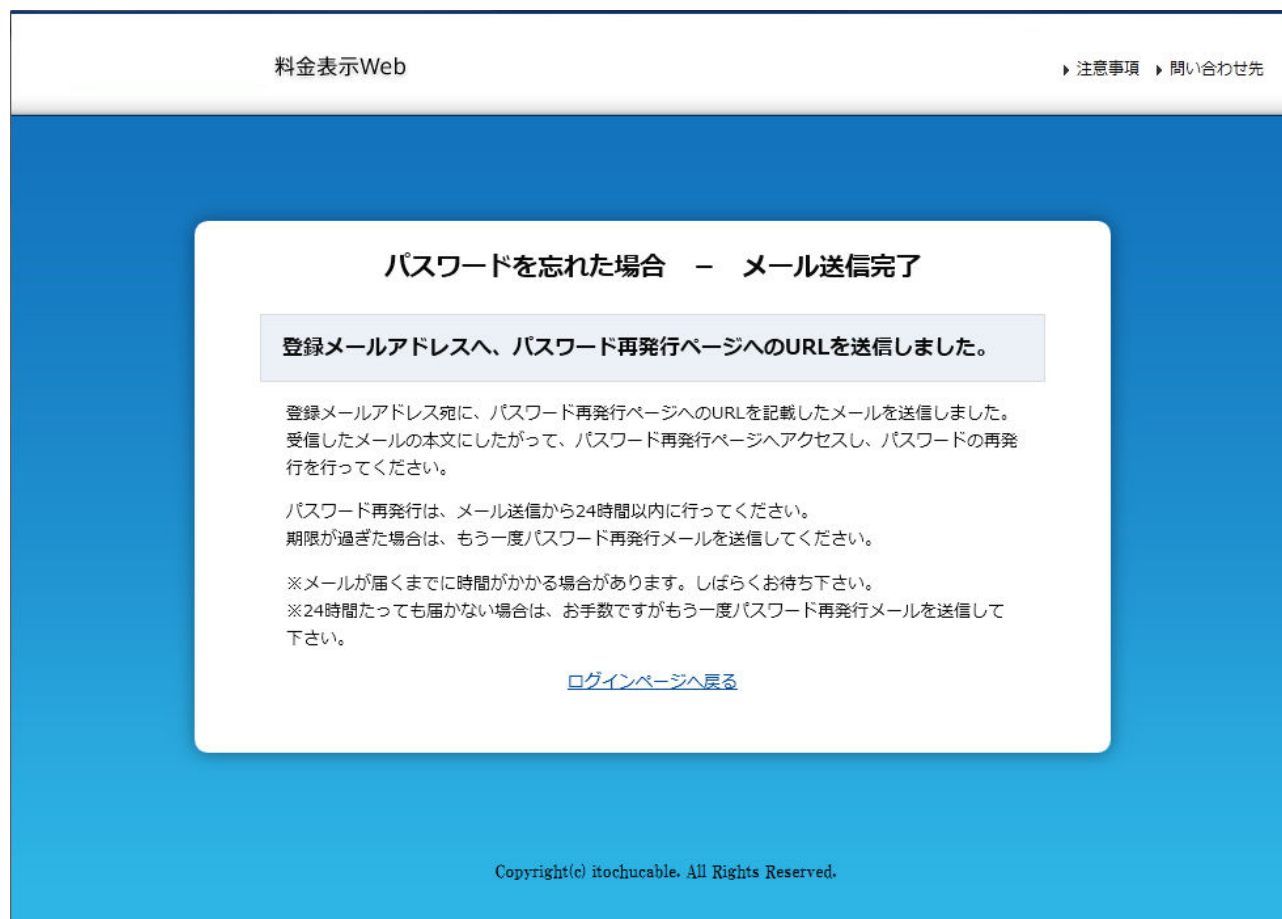 料金表示Web
注意事項 問い合わせ先
パスワードを忘れた場合 － メール送信完了
登録メールアドレスへ、パスワード再発行ページへのURLを送信しました。
登録メールアドレス宛に、パスワード再発行ページへのURLを記載したメールを送信しました。
受信したメールの本文にしたがって、パスワード再発行ページへアクセスし、パスワードの再発
行を行ってください。
パスワード再発行は、メール送信から24時間以内に行ってください。
期限が過ぎた場合は、もう一度パスワード再発行メールを送信してください。
※メールが届くまでに時間がかかる場合があります。しばらくお待ち下さい。
※24時間たっても届かない場合は、お手数ですがもう一度パスワード再発行メールを送信して
下さい。
ログインページへ戻る
Copyright(c) itochucable. All Rights Reserved.